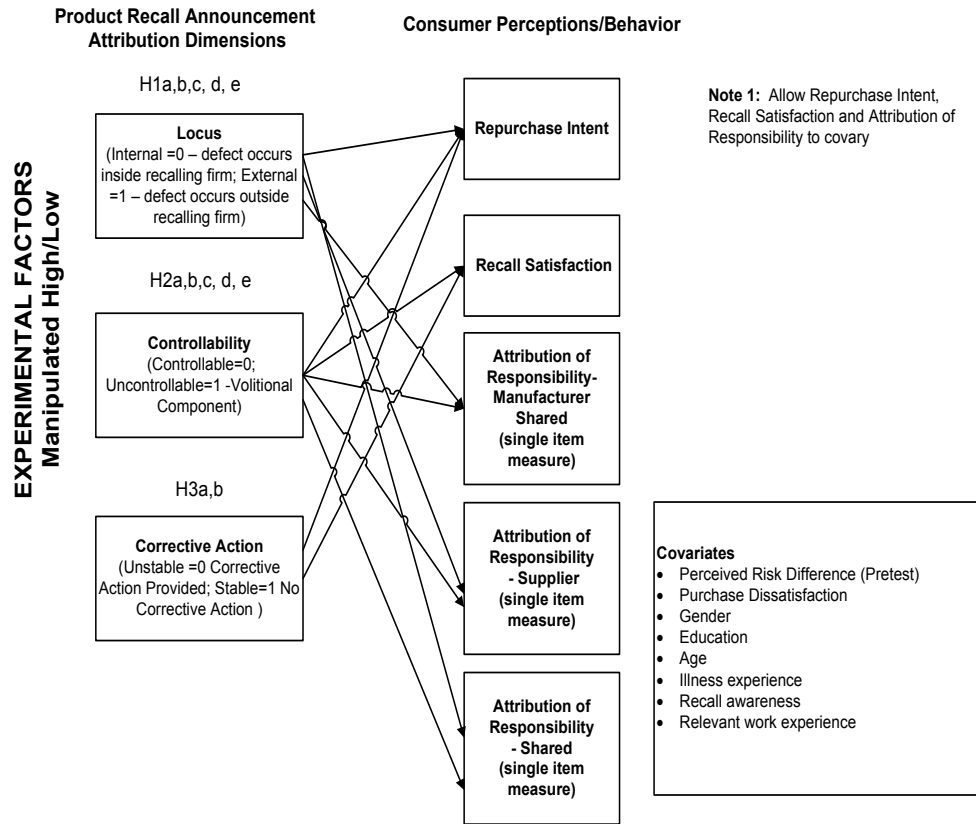 Product Recall Announcement
Attribution Dimensions
Consumer Perceptions/Behavior
EXPERIMENTAL FACTORS
Manipulated High/Low
H1a,b,c, d, e
Locus
(Internal =0 – defect occurs
inside recalling firm; External
=1 – defect occurs outside
recalling firm)
H2a,b,c, d, e
Controllability
(Controllable=0;
Uncontrollable=1 -Volitional
Component)
H3a,b
Corrective Action
(Unstable =0 Corrective
Action Provided; Stable=1 No
Corrective Action )
Repurchase Intent
Recall Satisfaction
Attribution of
Responsibility-
Manufacturer
Shared
(single item
measure)
Attribution of
Responsibility
- Supplier
(single item
measure)
Attribution of
Responsibility
- Shared
(single item
measure)
Note 1: Allow Repurchase Intent,
Recall Satisfaction and Attribution of
Responsibility to covary
Covariates
• Perceived Risk Difference (Pretest)
• Purchase Dissatisfaction
• Gender
• Education
• Age
• Illness experience
• Recall awareness
• Relevant work experience